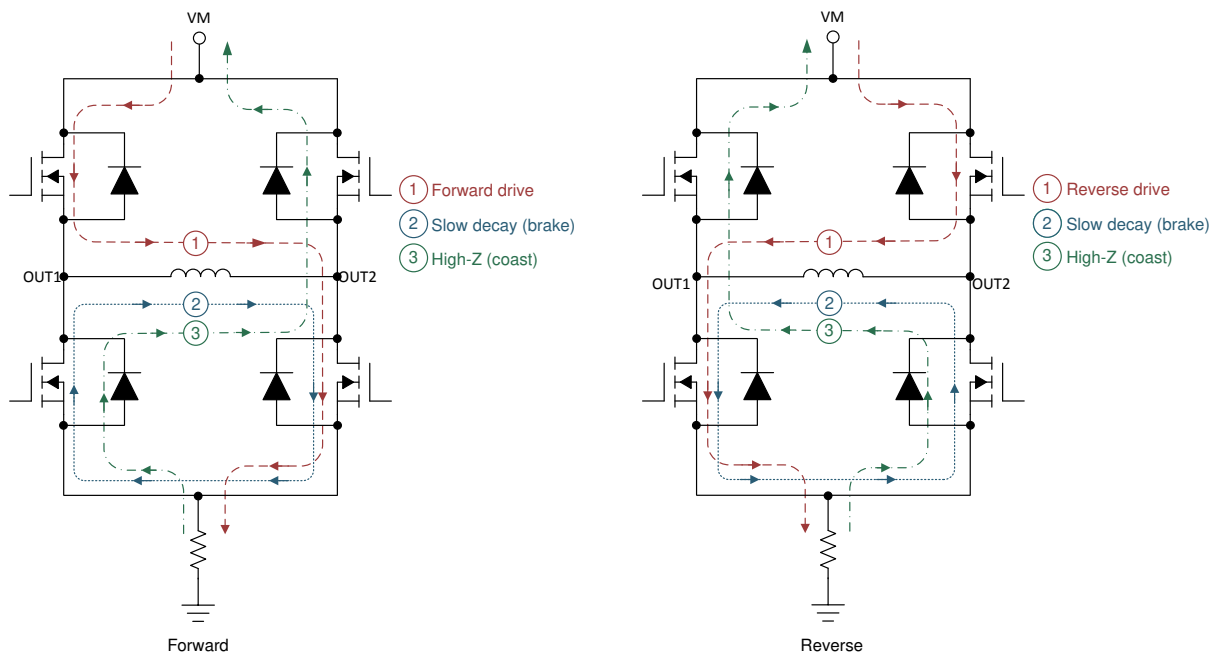 VM
1 Forward drive
2 Slow decay (brake)
3 High-Z (coast)
1
OUT1
OUT2
2
3
Forward
VM
1 Reverse drive
2 Slow decay (brake)
3 High-Z (coast)
1
OUT1
OUT2
2
3
Reverse